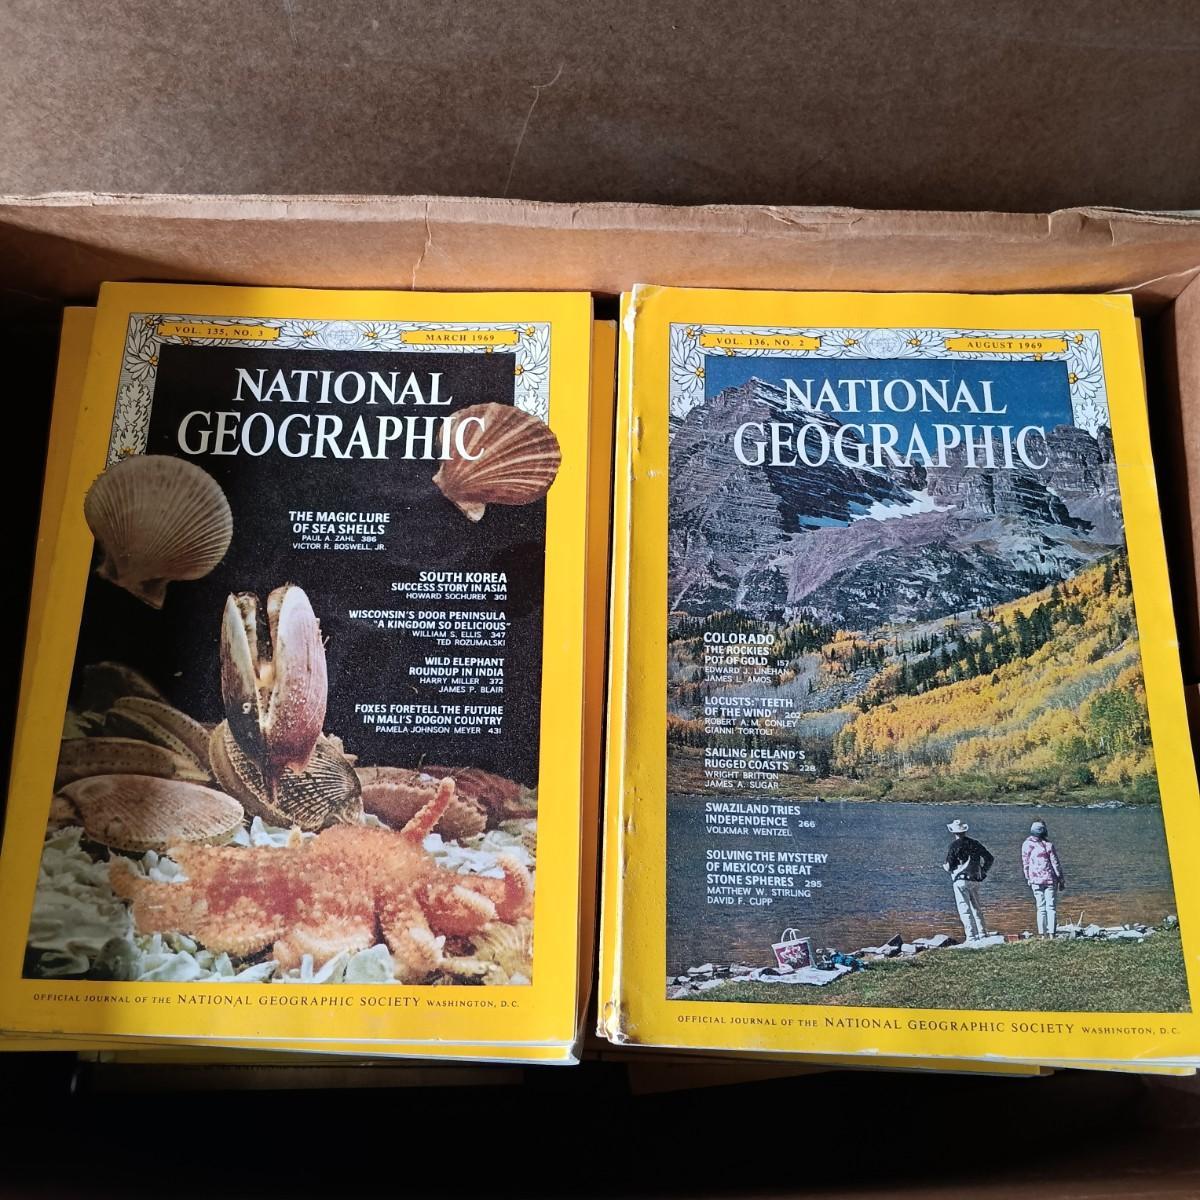 VOL. 135, NO. 3
MARCH 1969
NATIONAL
GEOGRAPHIC
THE MAGIC LURE
OF SEA SHELLS
PAUL A. ZAHL 386
VICTOR R. BOSWELL, JR.
SOUTH KOREA
SUCCESS STORY IN ASIA
HOWARD SOCHUREK 301
WISCONSIN'S DOOR PENINSULA
"A KINGDOM SO DELICIOUS"
WILLIAM S. ELLIS 347
TED ROZUMALSKI
WILD ELEPHANT
ROUNDUP IN INDIA
HARRY MILLER 372
JAMES P. BLAIR
FOXES FORETELL THE FUTURE
IN MALI'S DOGON COUNTRY
PAMELA JOHNSON MEYER 431
OFFICIAL JOURNAL OF THE NATIONAL GEOGRAPHIC SOCIETY WASHINGTON, D.C.
VOL. 136, NO. 2
AUGUST 1969
NATIONAL
GEOGRAPHIC
COLORADO
THE ROCKIES'
POT OF GOLD 157
EDWARD J. LINEHAN
JAMES L. AMOS
LOCUSTS: "TEETH
OF THE WIND" 202
ROBERT A. M. CONLEY
GIANNI TORTOLI
SAILING ICELAND'S
RUGGED COASTS 228
WRIGHT BRITTON
JAMES A. SUGAR
SWAZILAND TRIES
INDEPENDENCE 266
VOLKMAR WENTZEL
SOLVING THE MYSTERY
OF MEXICO'S GREAT
STONE SPHERES 295
MATTHEW W. STIRLING
DAVID F. CUPP
OFFICIAL JOURNAL OF THE NATIONAL GEOGRAPHIC SOCIETY WASHINGTON, D.C.